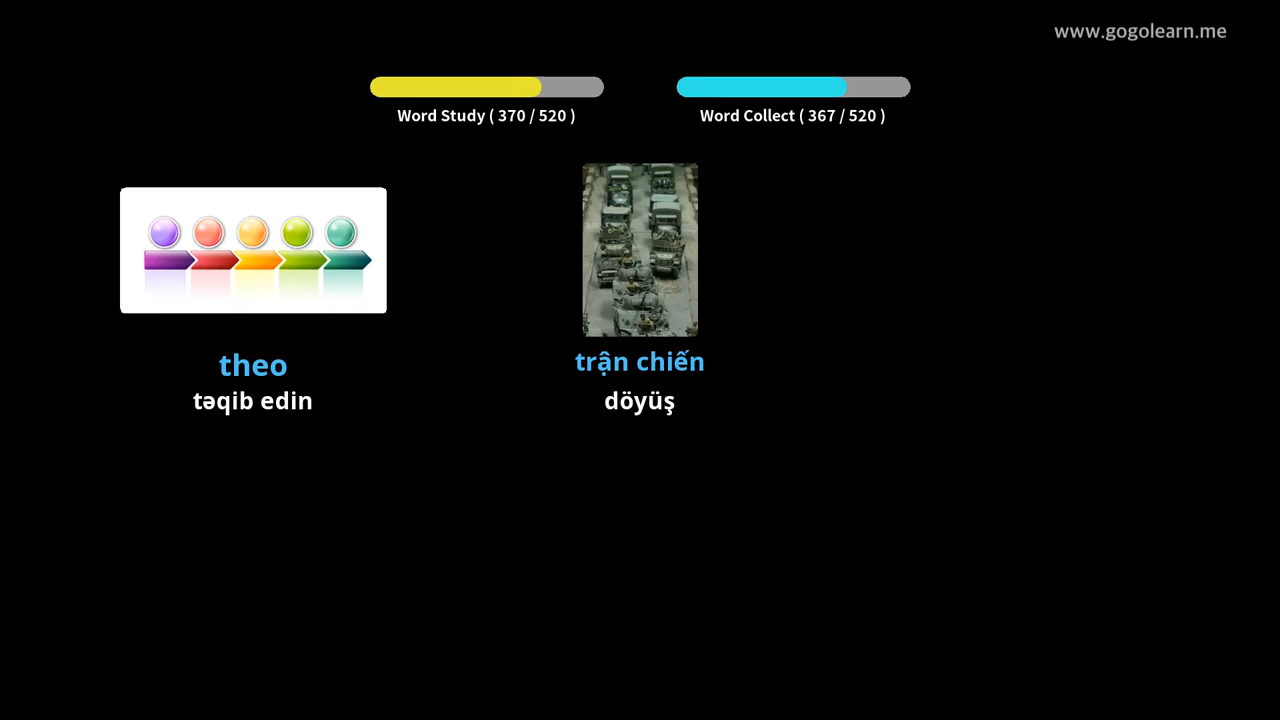 www.gogolearn.me
Word Study ( 370 / 520 )
Word Collect ( 367 / 520 )
theo
təqib edin
trận chiến
döyüş